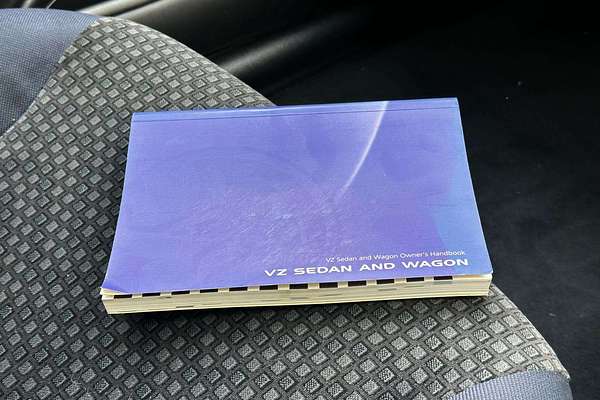 VZ Sedan and Wagon Owner's Handbook
VZ SEDAN AND WAGON